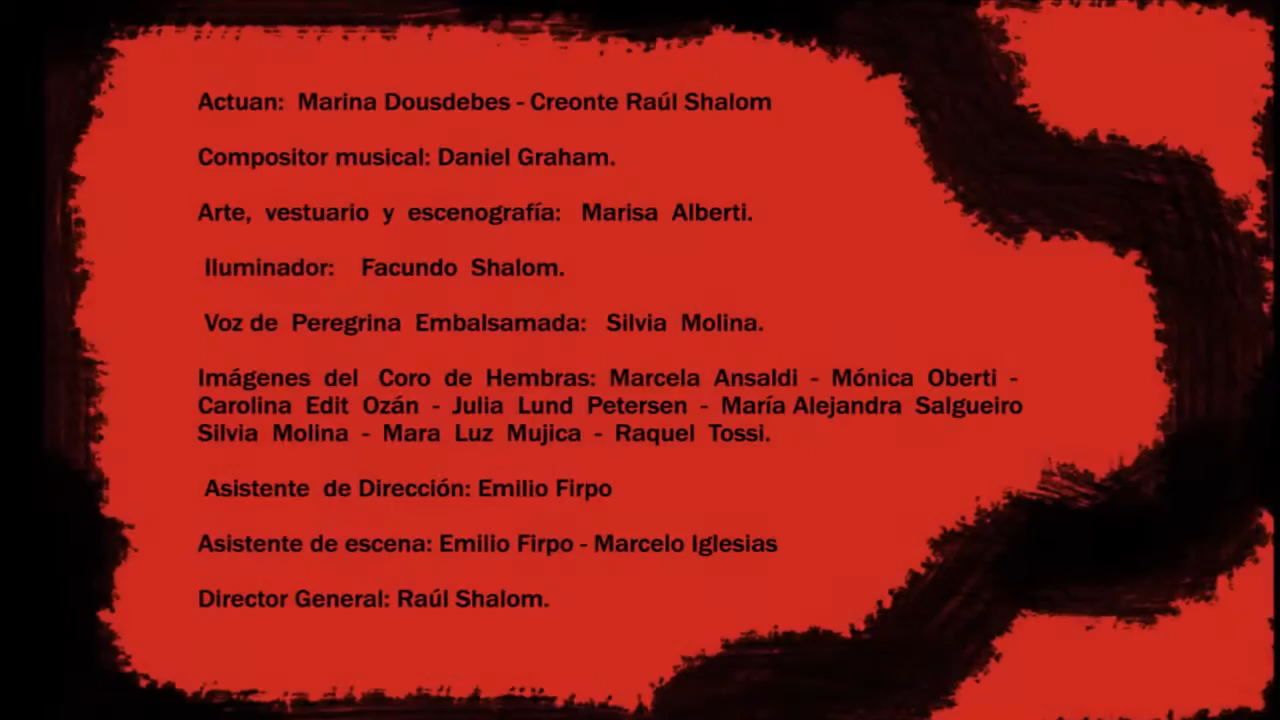 Actuan: Marina Dousdebes - Creonte Raúl Shalom
Compositor musical: Daniel Graham.
Arte, vestuario y escenografía: Marisa Alberti.
Iluminador: Facundo Shalom.
Voz de Peregrina Embalsamada: Silvia Molina.
Imágenes del Coro de Hembras: Marcela Ansaldi - Mónica Oberti -
Carolina Edit Ozán - Julia Lund Petersen - María Alejandra Salgueiro
Silvia Molina - Mara Luz Mujica - Raquel Tossi.
Asistente de Dirección: Emilio Firpo
Asistente de escena: Emilio Firpo - Marcelo Iglesias
Director General: Raúl Shalom.